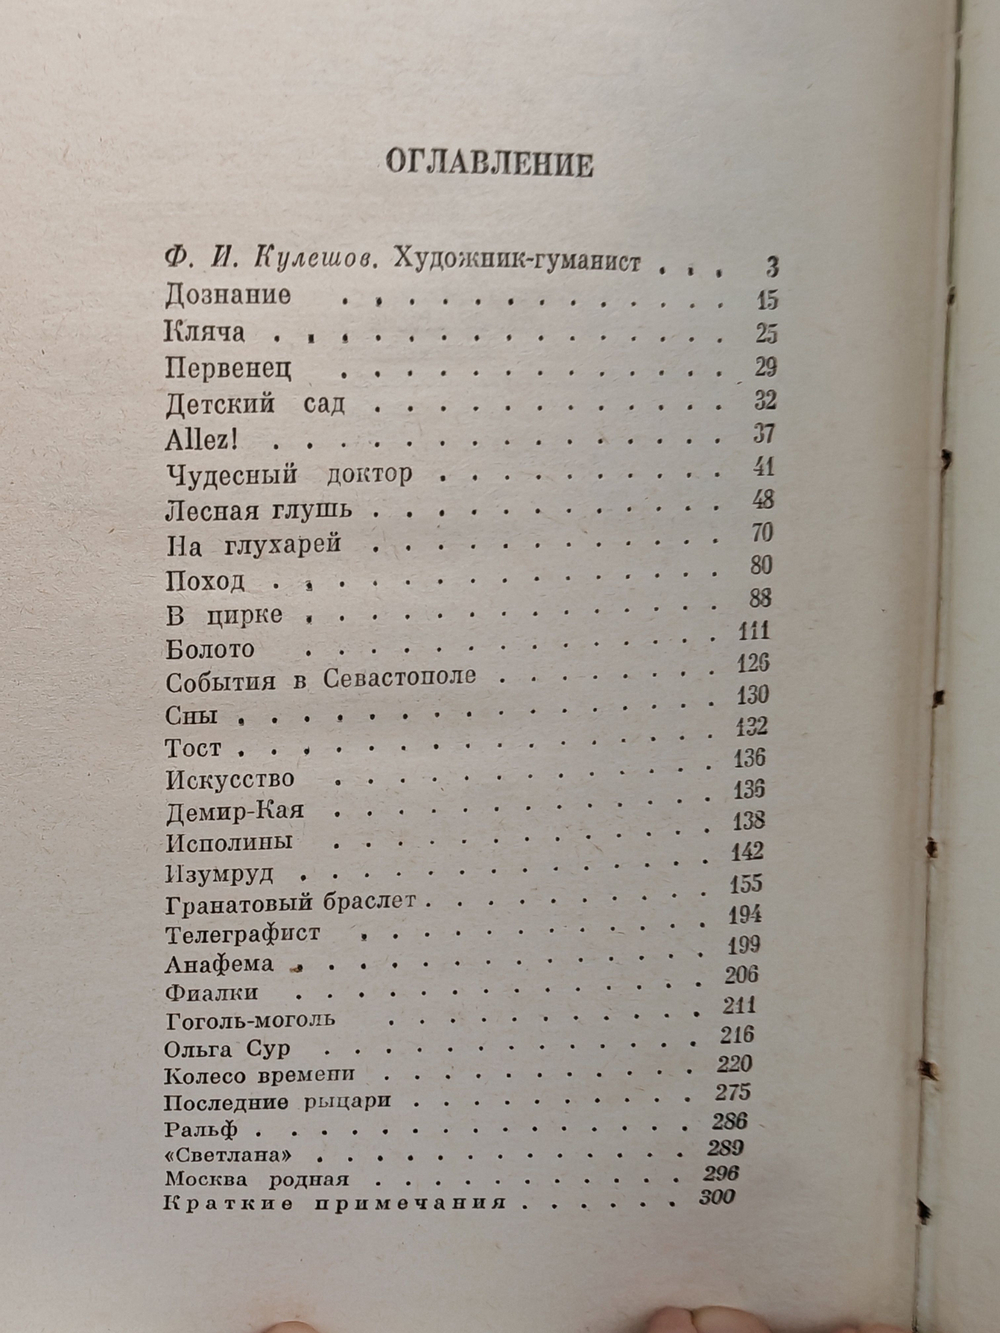 ОГЛАВЛЕНИЕ
Ф. И. Кулешов. Художник-гуманист . . . 3
Дознание . . . . . . . . . . . . 15
Кляча . . . . . . . . . . . . . . 25
Первенец . . . . . . . . . . . . 29
Детский сад . . . . . . . . . . . 32
Allez! . . . . . . . . . . . . . . 37
Чудесный доктор . . . . . . . . . 41
Лесная глушь . . . . . . . . . . . 48
На глухарей . . . . . . . . . . . 70
Поход . . . . . . . . . . . . . . 80
В цирке . . . . . . . . . . . . . 88
Болото . . . . . . . . . . . . . 111
События в Севастополе . . . . . . . 126
Сны . . . . . . . . . . . . . . . 130
Тост . . . . . . . . . . . . . . . 132
Искусство . . . . . . . . . . . . 136
Демир-Кая . . . . . . . . . . . . 136
Исполины . . . . . . . . . . . . 138
Изумруд . . . . . . . . . . . . . 142
Гранатовый браслет . . . . . . . . . 155
Телеграфист . . . . . . . . . . . 194
Анафема . . . . . . . . . . . . . 199
Фиалки . . . . . . . . . . . . . 206
Гоголь-моголь . . . . . . . . . . 211
Ольга Сур . . . . . . . . . . . . 216
Колесо времени . . . . . . . . . . 220
Последние рыцари . . . . . . . . . 275
Ральф . . . . . . . . . . . . . . 286
«Светлана» . . . . . . . . . . . . 289
Москва родная . . . . . . . . . . 296
Краткие примечания . . . . . . 300